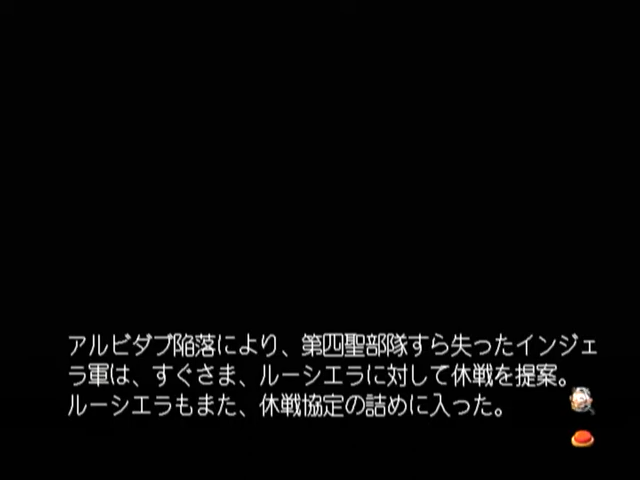 アルビダブ陥落により、第四聖部隊すら失ったインジェ
ラ軍は、すぐさま、ルーシエラに対して休戦を提案。
ルーシエラもまた、休戦協定の詰めに入った。